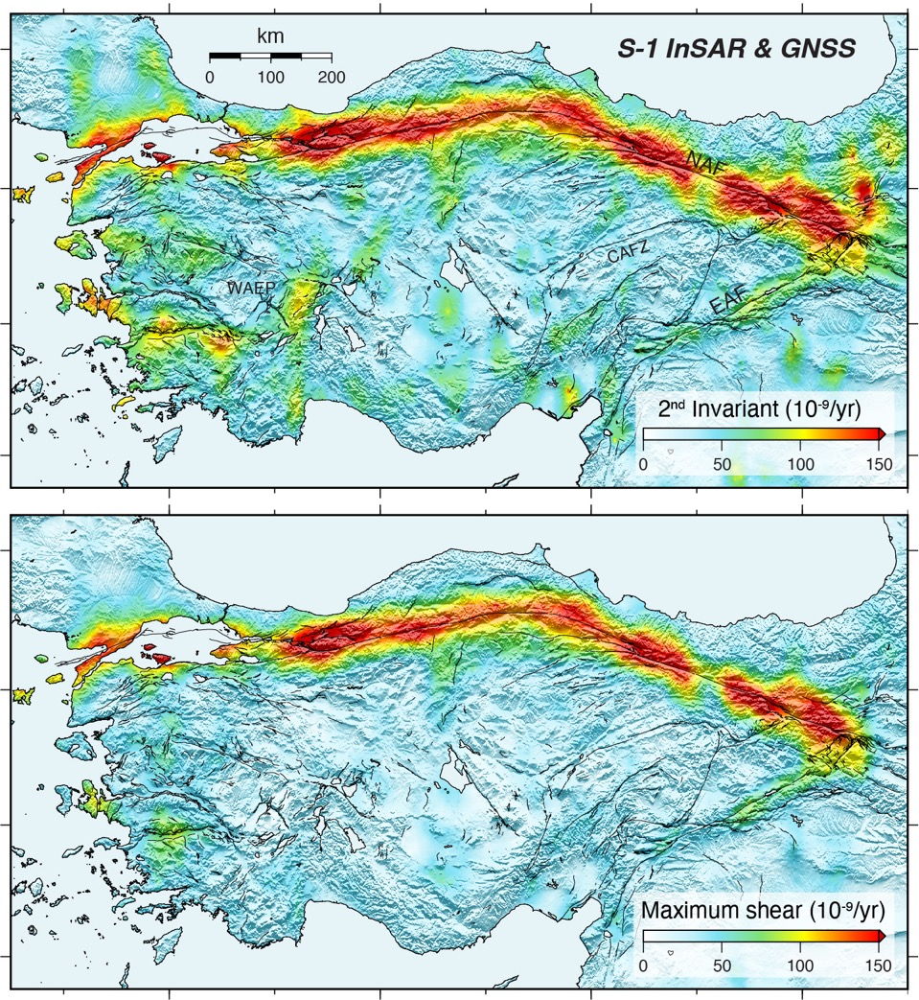 km
S-1 InSAR & GNSS
0 100 200
NAF
CAFZ
WAEP
EAF
2nd Invariant (10-9/yr)
0 50 100 150
Maximum shear (10-9/yr)
0 50 100 150